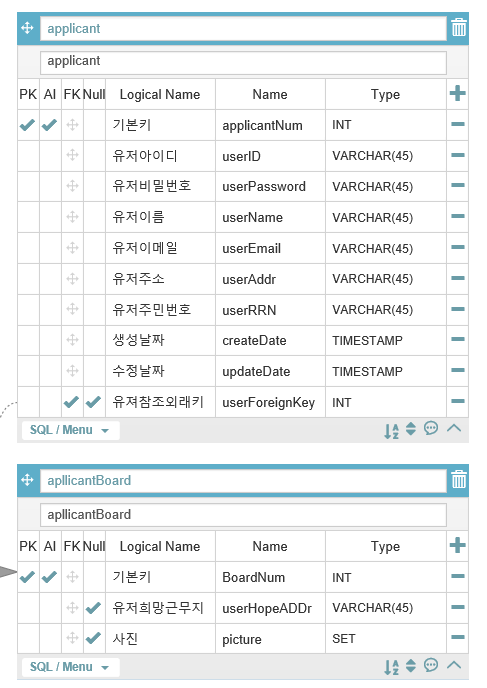 applicant
applicant
PK AI FK Null Logical Name Name Type
기본키 applicantNum INT
유저아이디 userID VARCHAR(45)
유저비밀번호 userPassword VARCHAR(45)
유저이름 userName VARCHAR(45)
유저이메일 userEmail VARCHAR(45)
유저주소 userAddr VARCHAR(45)
유저주민번호 userRRN VARCHAR(45)
생성날짜 createDate TIMESTAMP
수정날짜 updateDate TIMESTAMP
유져참조외래키 userForeignKey INT
SQL / Menu
apllicantBoard
apllicantBoard
PK AI FK Null Logical Name Name Type
기본키 BoardNum INT
유저희망근무지 userHopeADDr VARCHAR(45)
사진 picture SET
SQL / Menu